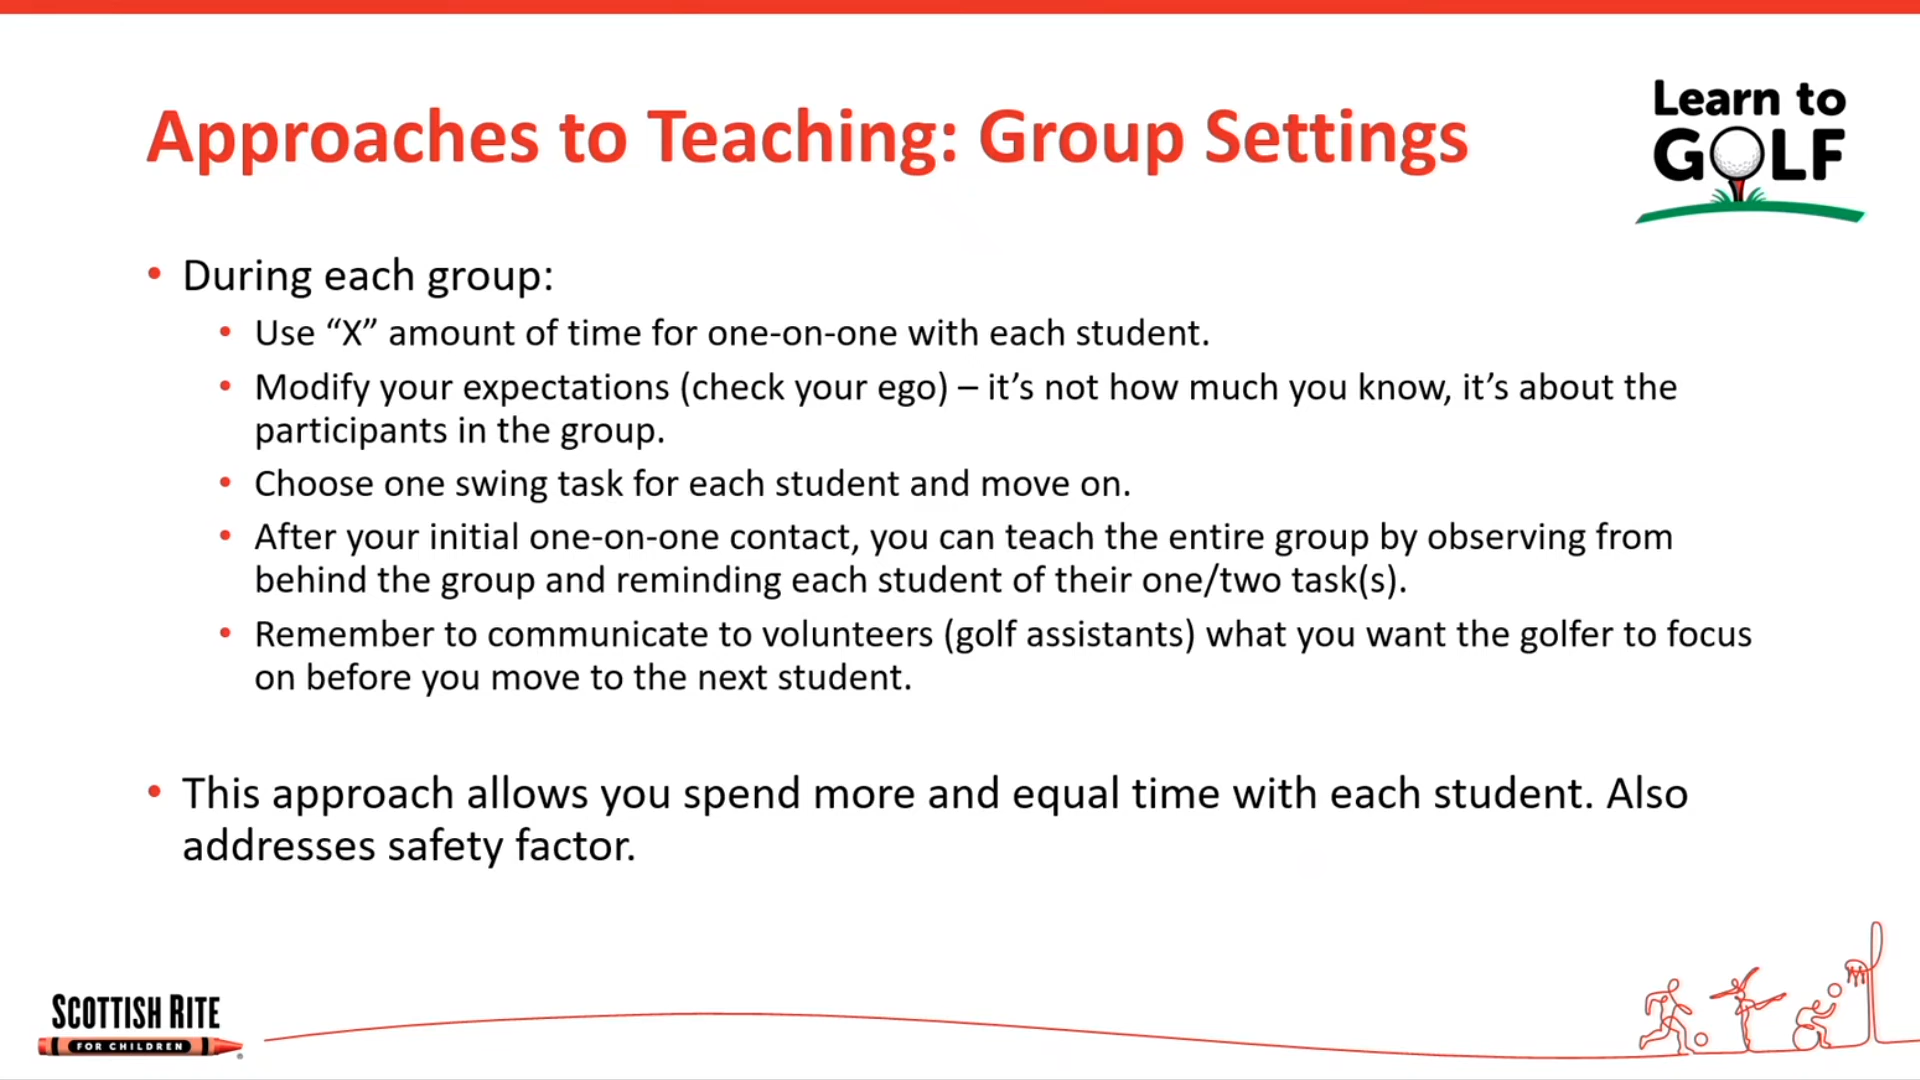 Approaches to Teaching: Group Settings
Learn to
GOLF
• During each group:
• Use “X” amount of time for one-on-one with each student.
• Modify your expectations (check your ego) – it’s not how much you know, it’s about the
participants in the group.
• Choose one swing task for each student and move on.
• After your initial one-on-one contact, you can teach the entire group by observing from
behind the group and reminding each student of their one/two task(s).
• Remember to communicate to volunteers (golf assistants) what you want the golfer to focus
on before you move to the next student.
• This approach allows you spend more and equal time with each student. Also
addresses safety factor.
SCOTTISH RITE
FOR CHILDREN
®